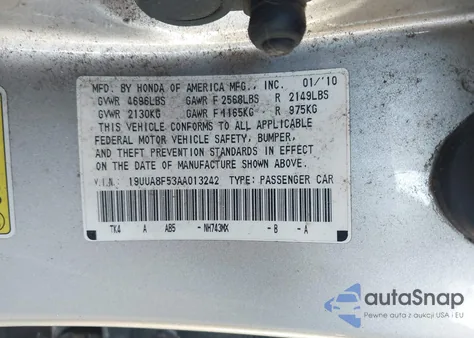 MFD. BY HONDA OF AMERICA MFG., INC. 01/'10
GVWR 4696LBS GAWR F 2568LBS R 2149LBS
GVWR 2130KG GAWR F 1165KG R 975KG
THIS VEHICLE CONFORMS TO ALL APPLICABLE
FEDERAL MOTOR VEHICLE SAFETY, BUMPER,
AND THEFT PREVENTION STANDARDS IN EFFECT
ON THE DATE OF MANUFACTURE SHOWN ABOVE.
V.I.N. 19UUA8F53AA013242 TYPE: PASSENGER CAR
TK4 A AB5 -NH743MX -B -A
autoSnap
Pewne auta z aukcji USA i EU